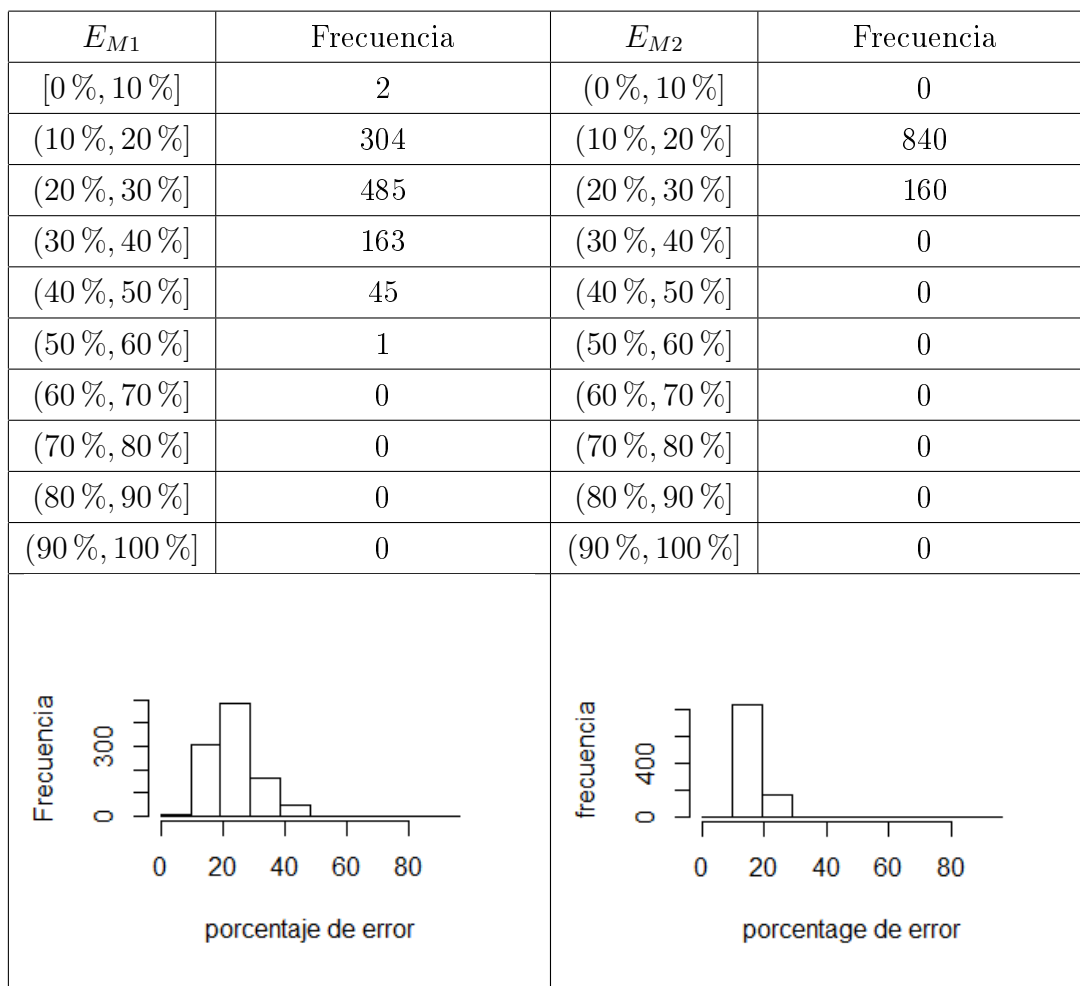 E_{M1} Frecuencia E_{M2} Frecuencia
[0 %, 10 %] 2 (0 %, 10 %] 0
(10 %, 20 %] 304 (10 %, 20 %] 840
(20 %, 30 %] 485 (20 %, 30 %] 160
(30 %, 40 %] 163 (30 %, 40 %] 0
(40 %, 50 %] 45 (40 %, 50 %] 0
(50 %, 60 %] 1 (50 %, 60 %] 0
(60 %, 70 %] 0 (60 %, 70 %] 0
(70 %, 80 %] 0 (70 %, 80 %] 0
(80 %, 90 %] 0 (80 %, 90 %] 0
(90 %, 100 %] 0 (90 %, 100 %] 0
Frecuencia
300
0
0 20 40 60 80
porcentaje de error
frecuencia
400
0
0 20 40 60 80
porcentage de error